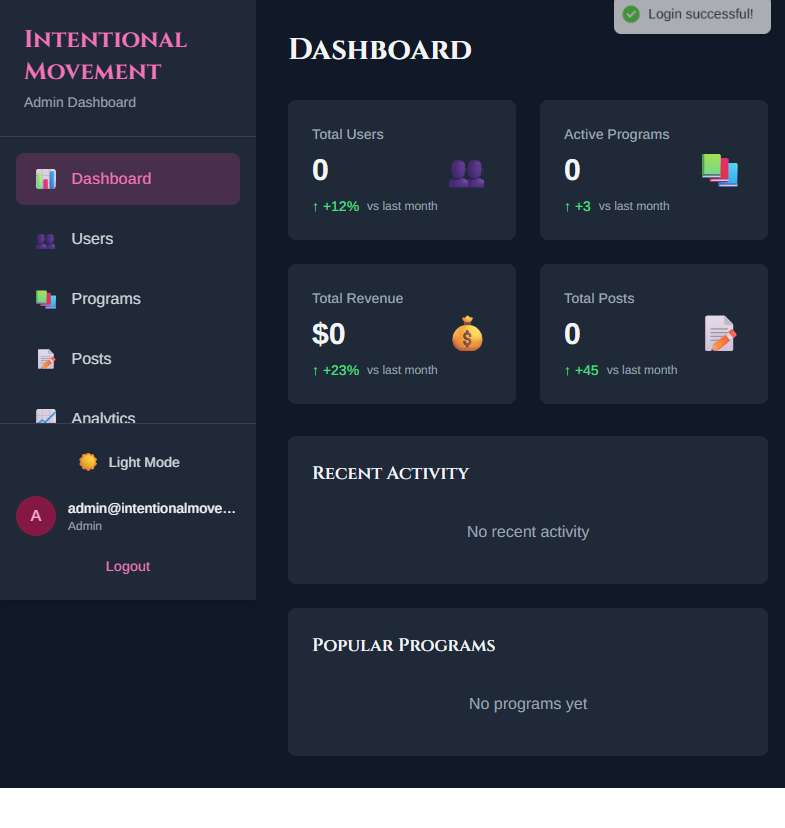 Intentional
Movement
Admin Dashboard
Dashboard
Users
Programs
Posts
Analytics
Light Mode
A
admin@intentionalmove...
Admin
Logout
Login successful!
Dashboard
Total Users
0
↑ +12% vs last month
Active Programs
0
↑ +3 vs last month
Total Revenue
$0
↑ +23% vs last month
Total Posts
0
↑ +45 vs last month
Recent Activity
No recent activity
Popular Programs
No programs yet